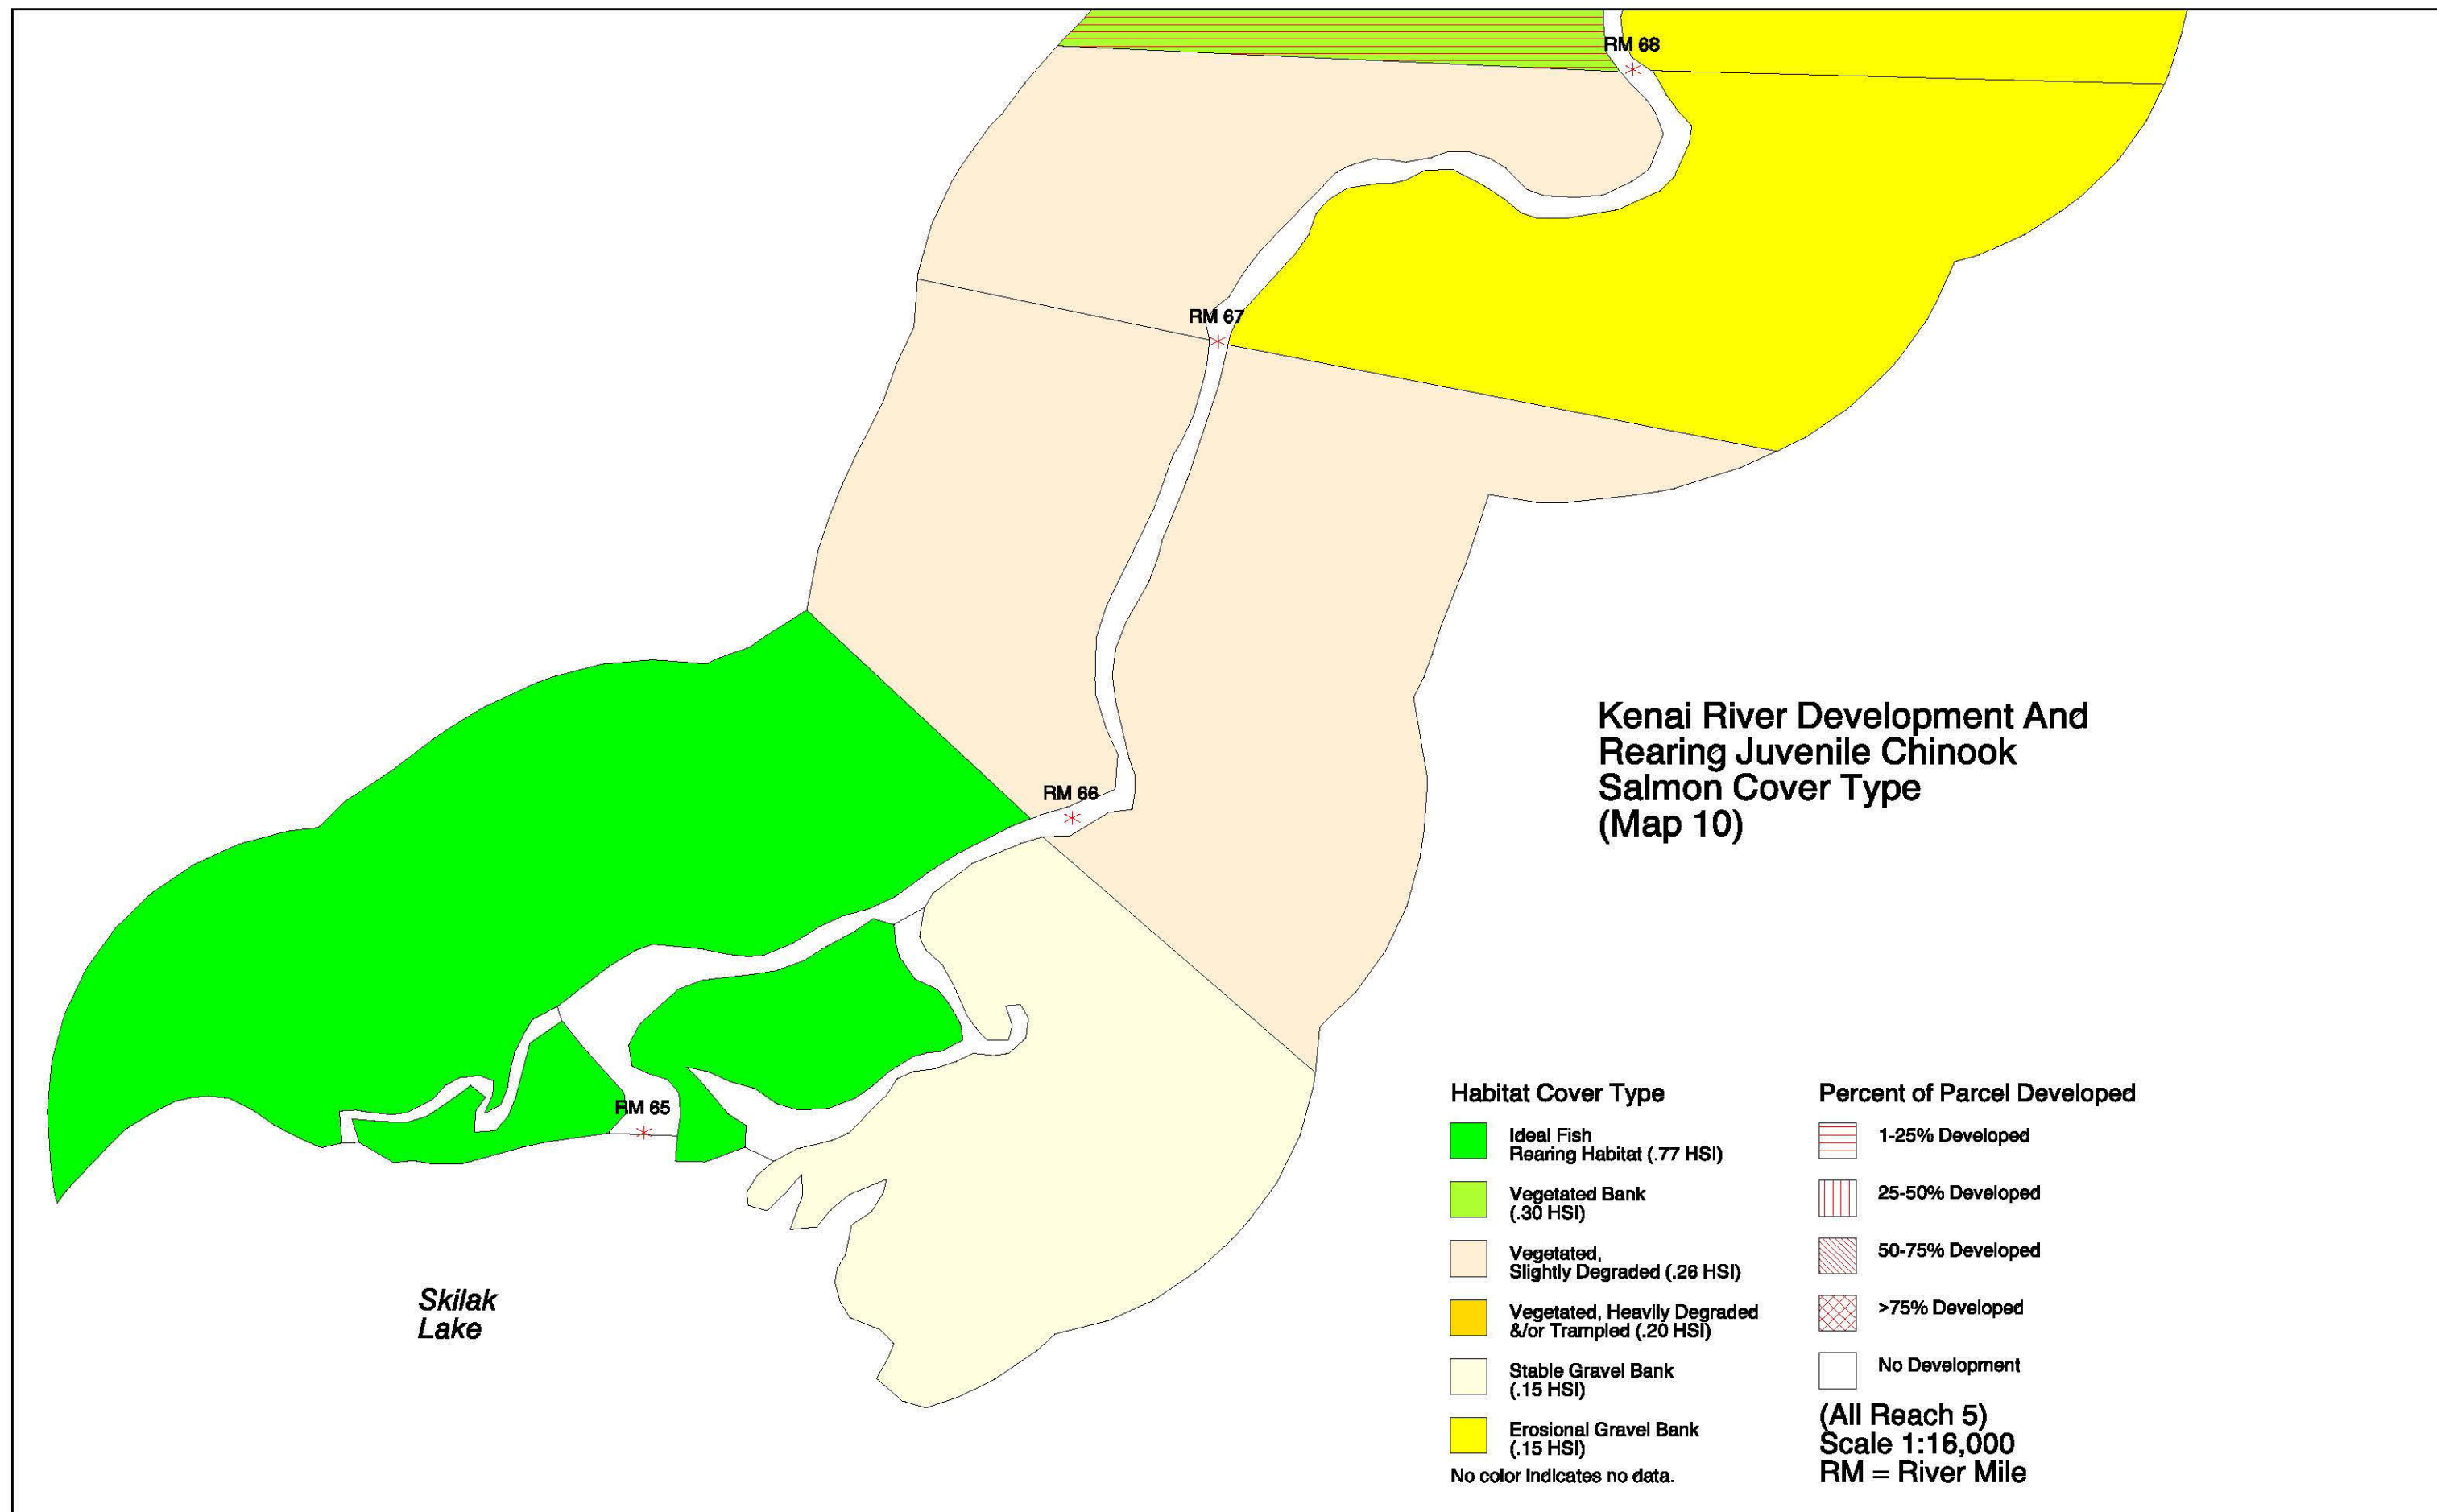 RM 68
RM 67
Kenai River Development And
Rearing Juvenile Chinook
Salmon Cover Type
(Map 10)
RM 66
RM 65
Skilak
Lake
Habitat Cover Type
Ideal Fish
Rearing Habitat (.77 HSI)
Vegetated Bank
(.30 HSI)
Vegetated,
Slightly Degraded (.26 HSI)
Vegetated, Heavily Degraded
&/or Trampled (.20 HSI)
Stable Gravel Bank
(.15 HSI)
Erosional Gravel Bank
(.15 HSI)
No color indicates no data.
Percent of Parcel Developed
1-25% Developed
25-50% Developed
50-75% Developed
>75% Developed
No Development
(All Reach 5)
Scale 1:16,000
RM = River Mile